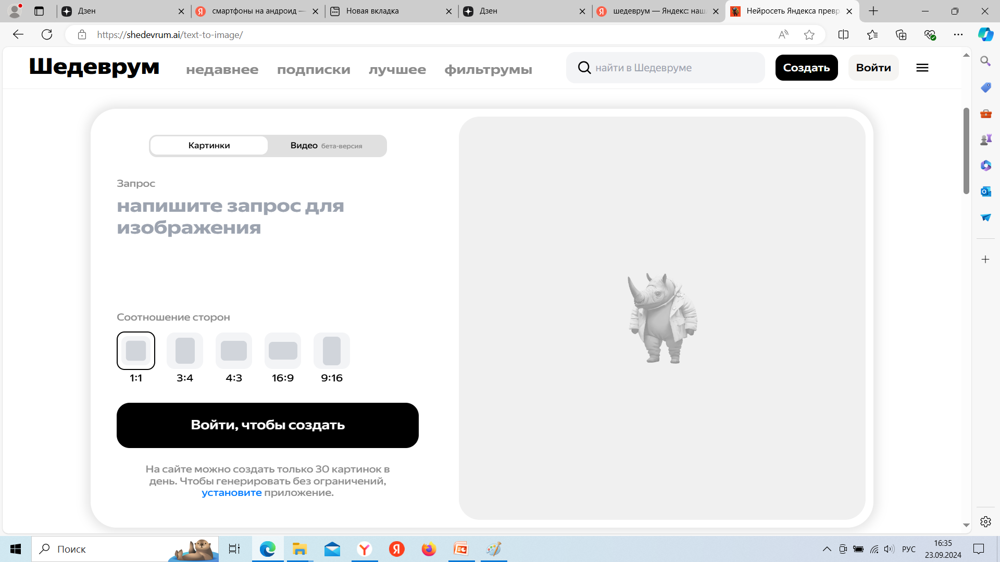 Дзен
смартфоны на андройд —
Новая вкладка
Дзен
шедеврум — Яндекс: наш
Нейросеть Яндекса превр
https://shedevrum.ai/text-to-image/
Шедеврум
недавнее
подписки
лучшее
фильтрумы
найти в Шедевруме
Создать
Войти
Картинки
Видео бета-версия
Запрос
напишите запрос для
изображения
Соотношение сторон
1:1
3:4
4:3
16:9
9:16
Войти, чтобы создать
На сайте можно создать только 30 картинок в
день. Чтобы генерировать без ограничений,
установите приложение.
Поиск
РУС
16:35
23.09.2024